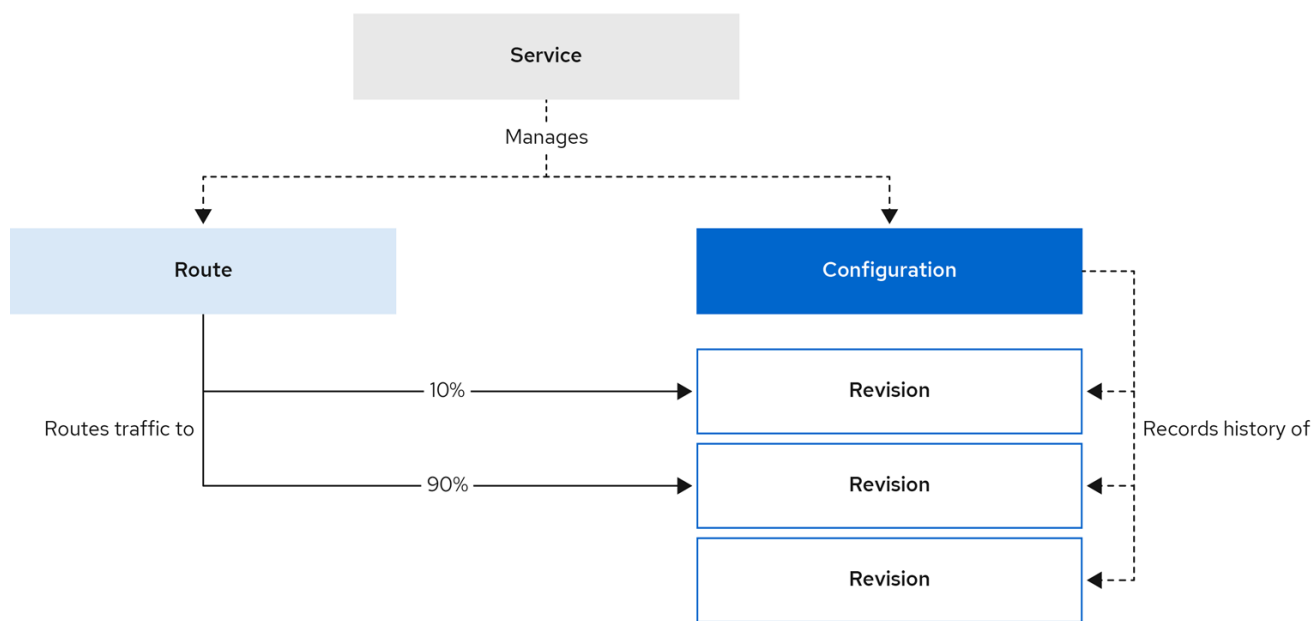 Service
Manages
Route
Configuration
10%
Revision
Routes traffic to
Records history of
90%
Revision
Revision